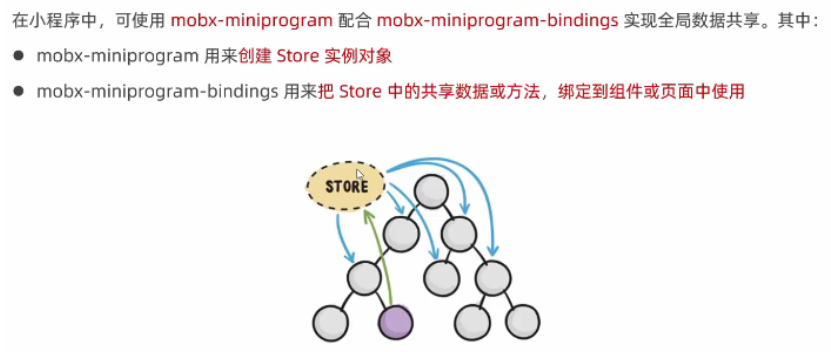 在小程序中，可使用 mobx-miniprogram 配合 mobx-miniprogram-bindings 实现全局数据共享。其中：
● mobx-miniprogram 用来创建 Store 实例对象
● mobx-miniprogram-bindings 用来把 Store 中的共享数据或方法，绑定到组件或页面中使用
STORE